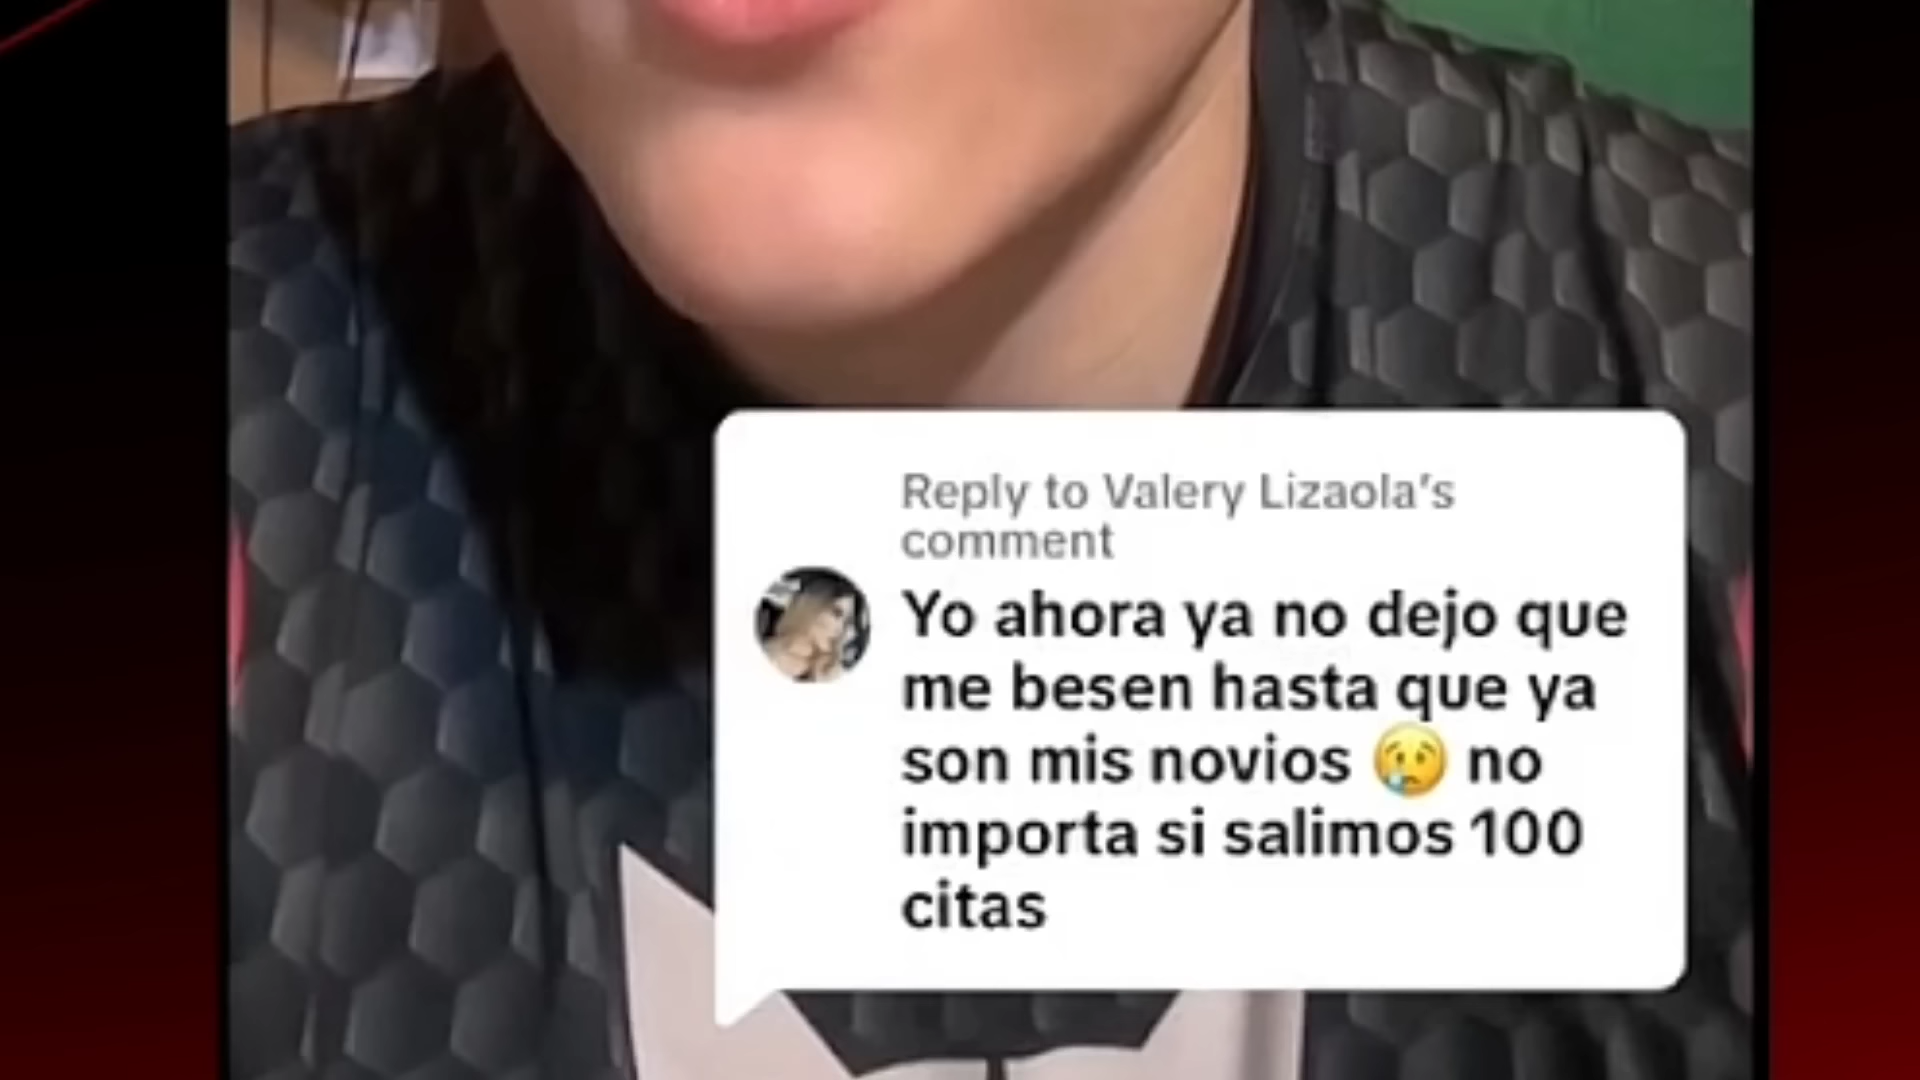 Reply to Valery Lizaola's
comment
Yo ahora ya no dejo que
me besen hasta que ya
son mis novios 😢 no
importa si salimos 100
citas